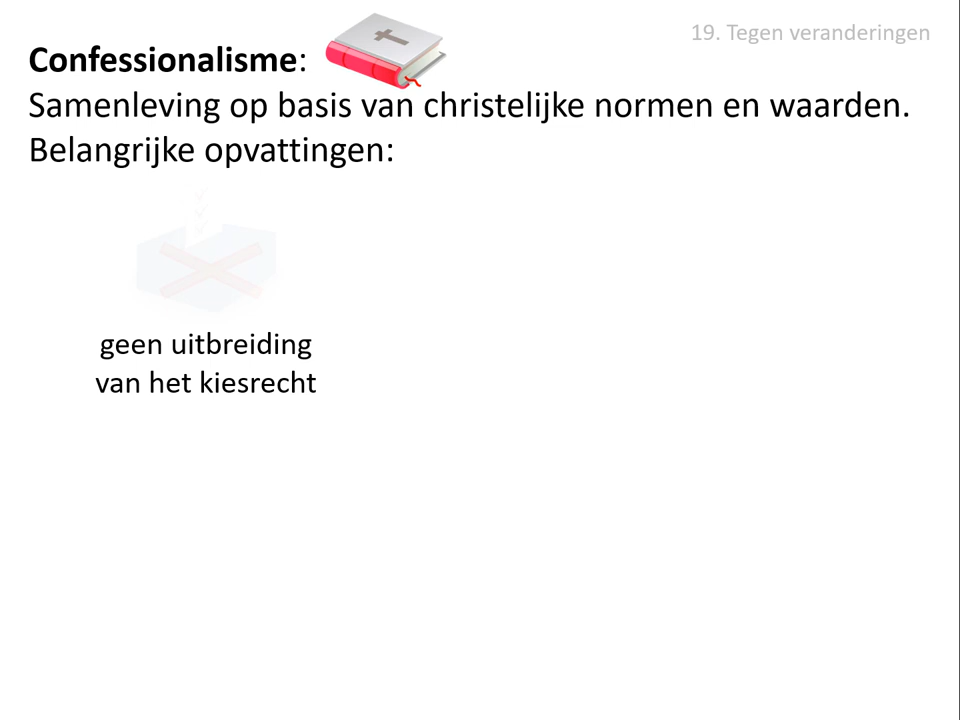 19. Tegen veranderingen
Confessionalisme:
Samenleving op basis van christelijke normen en waarden.
Belangrijke opvattingen:
geen uitbreiding
van het kiesrecht